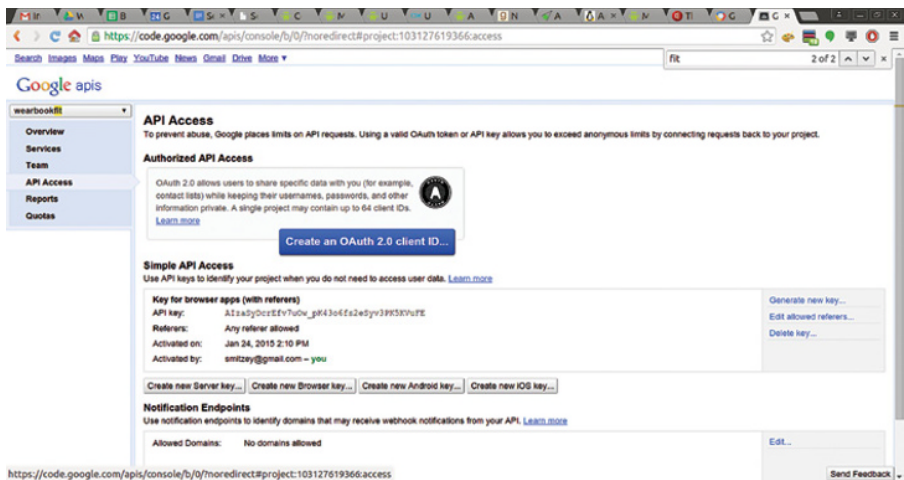 M Ir
W
B
G
S
S
C
M
U
U
A
N
A
A
M
TI
G
G
https://code.google.com/apis/console/b/0/?noredirect#project:103127619366:access
Search Images Maps Play YouTube News Gmail Drive More
fit 2 of 2
Google apis
wearbookfit
Overview
Services
Team
API Access
Reports
Quotas
API Access
To prevent abuse, Google places limits on API requests. Using a valid OAuth token or API key allows you to exceed anonymous limits by connecting requests back to your project.
Authorized API Access
OAuth 2.0 allows users to share specific data with you (for example,
contact lists) while keeping their usernames, passwords, and other
information private. A single project may contain up to 64 client IDs.
Learn more
Create an OAuth 2.0 client ID...
Simple API Access
Use API keys to identify your project when you do not need to access user data. Learn more
Key for browser apps (with referers)
API key:
Referers: Any referer allowed
Activated on: Jan 24, 2015 2:10 PM
Activated by: smitzey@gmail.com – you
Generate new key...
Edit allowed referers...
Delete key...
Create new Server key... Create new Browser key... Create new Android key... Create new iOS key...
Notification Endpoints
Use notification endpoints to identify domains that may receive webhook notifications from your API. Learn more
Allowed Domains: No domains allowed
Edit...
https://code.google.com/apis/console/b/0/?noredirect#project:103127619366:access
Send Feedback